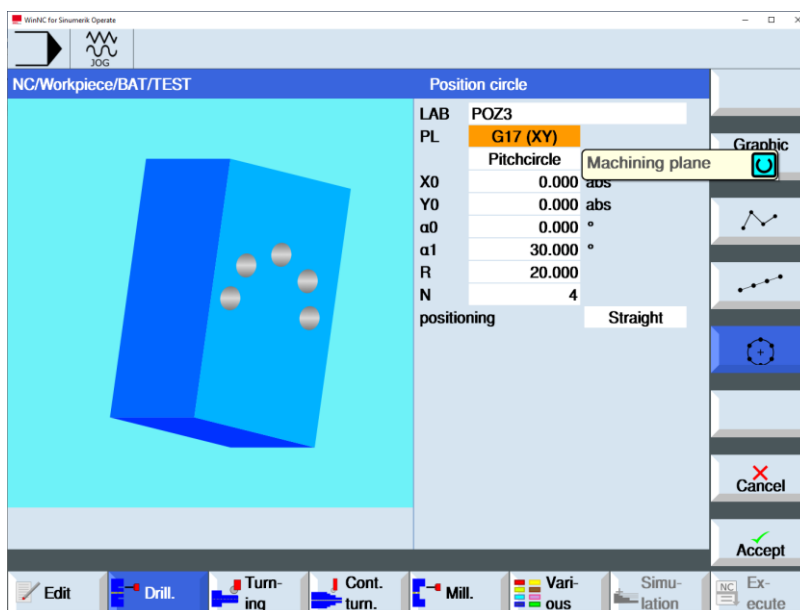 WinNC for Sinumerik Operate
JOG
NC/Workpiece/BAT/TEST
Position circle
LAB POZ3
PL G17 (XY)
Graphic
Pitchcircle
Machining plane
X0 0.000 abs
Y0 0.000 abs
α0 0.000 °
α1 30.000 °
R 20.000
N 4
positioning Straight
Cancel
Accept
Edit
Drill.
Turn-
ing
Cont.
turn.
Mill.
Vari-
ous
Simu-
lation
NC
Ex-
ecute